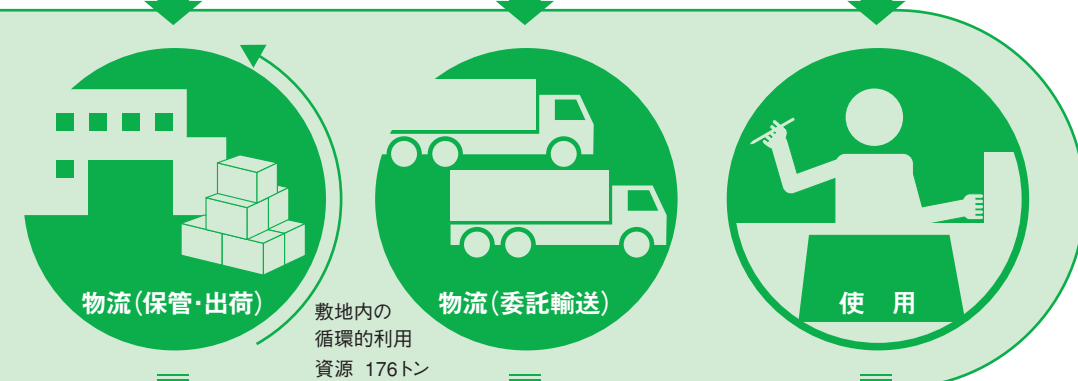 物流（保管・出荷）
敷地内の
循環的利用
資源 176トン
物流（委託輸送）
使 用